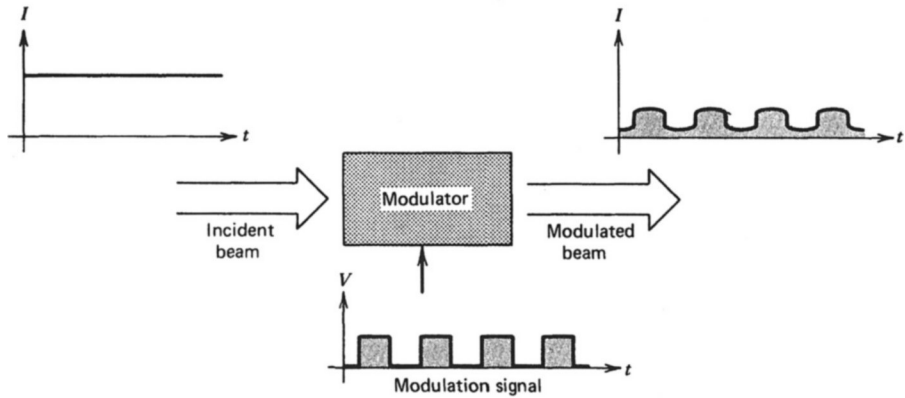 I
I
t
t
Modulator
Incident
beam
Modulated
beam
V
t
Modulation signal